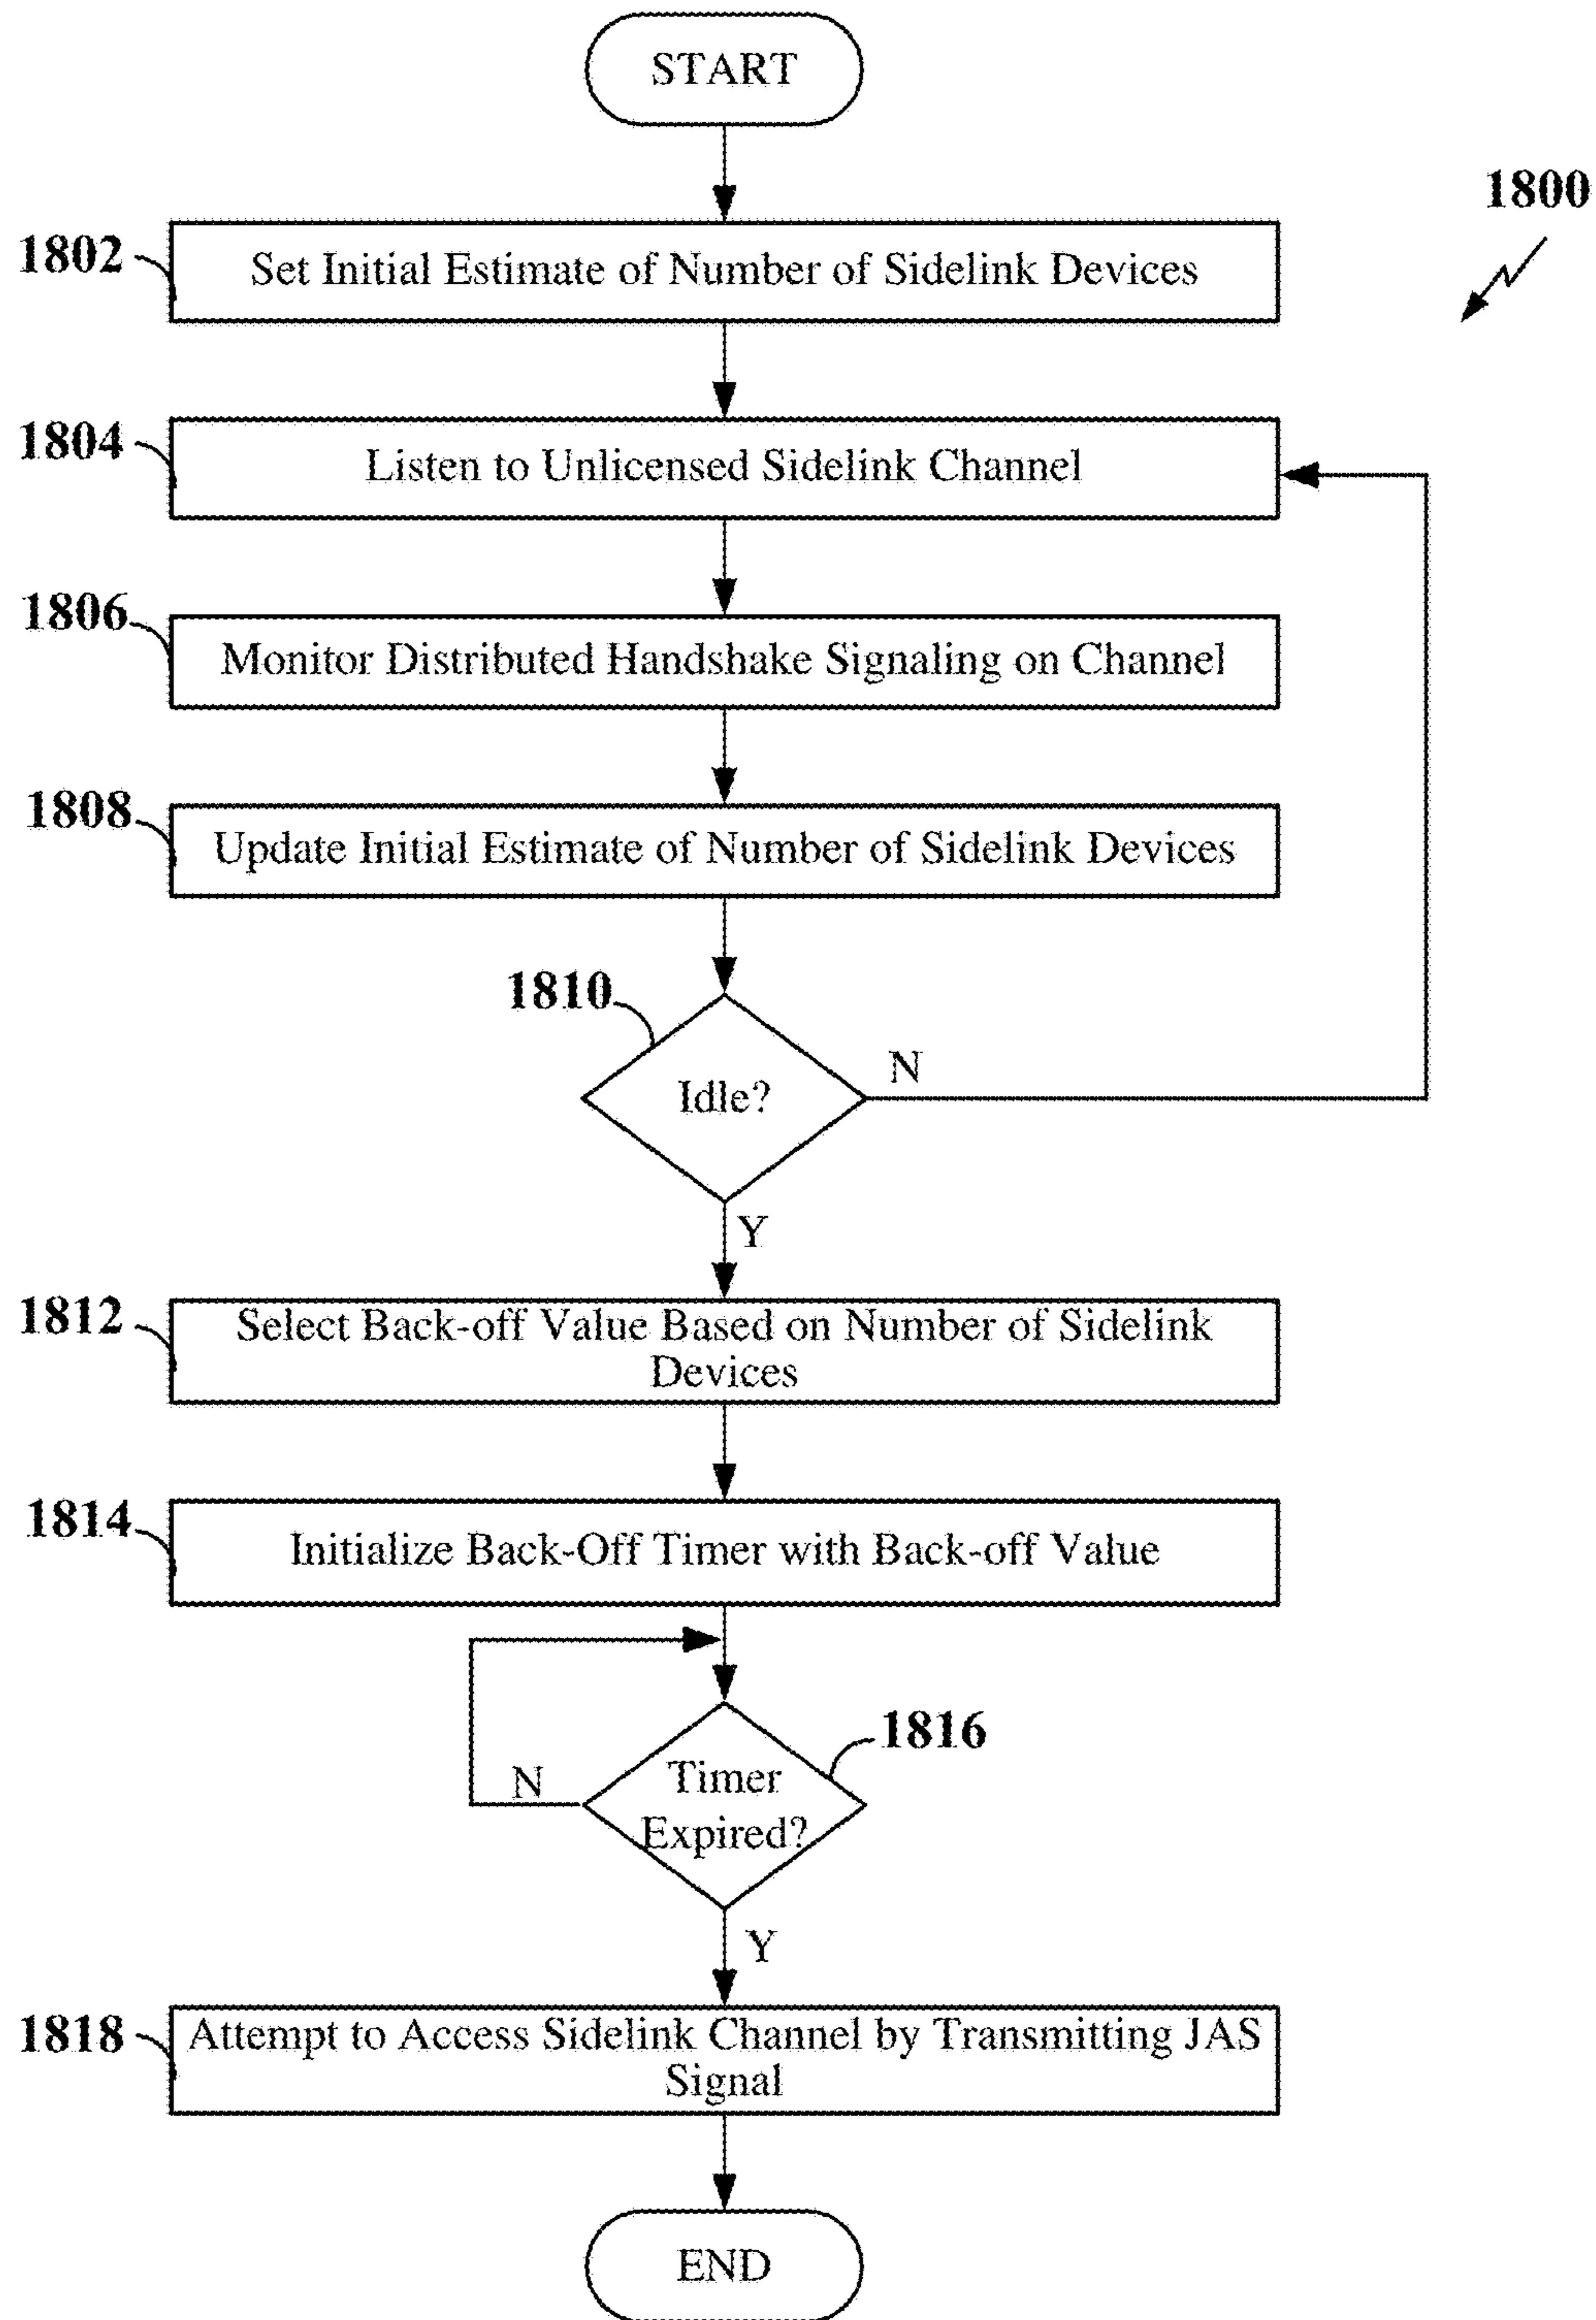 START
1800
1802
Set Initial Estimate of Number of Sidelink Devices
1804
Listen to Unlicensed Sidelink Channel
1806
Monitor Distributed Handshake Signaling on Channel
1808
Update Initial Estimate of Number of Sidelink Devices
1810
Idle?
N
Y
1812
Select Back-off Value Based on Number of Sidelink
Devices
1814
Initialize Back-Off Timer with Back-off Value
1816
Timer
Expired?
N
Y
1818
Attempt to Access Sidelink Channel by Transmitting JAS
Signal
END